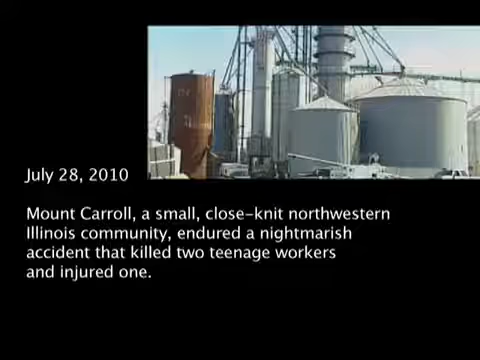 July 28, 2010
Mount Carroll, a small, close-knit northwestern
Illinois community, endured a nightmarish
accident that killed two teenage workers
and injured one.